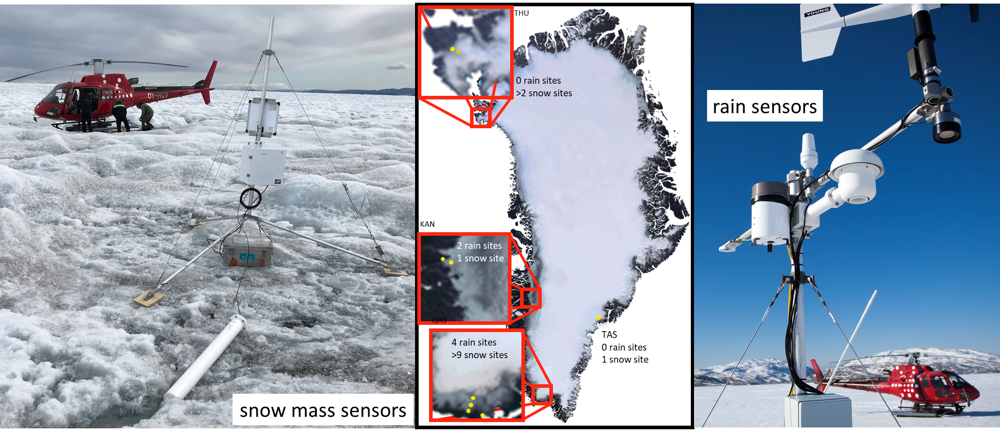 OY-HGV
snow mass sensors
THU
0 rain sites
>2 snow sites
KAN
2 rain sites
1 snow site
QAS
4 rain sites
>9 snow sites
TAS
0 rain sites
1 snow site
YOUNG
rain sensors